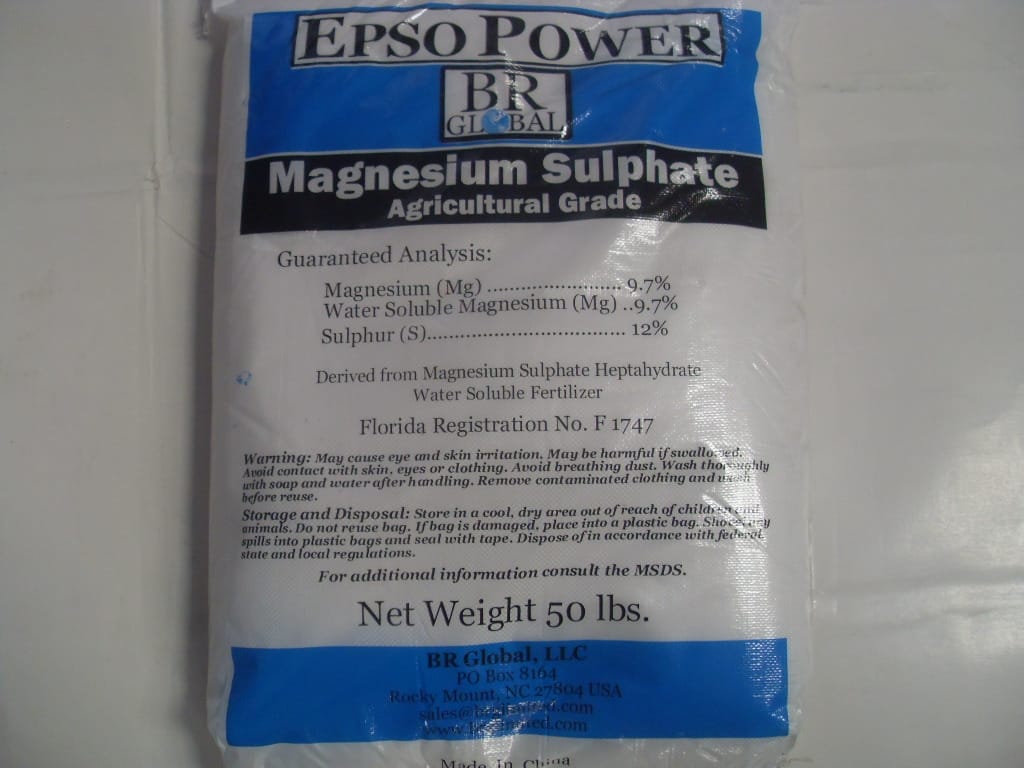 EPSO POWER
BR
GLOBAL
Magnesium Sulphate
Agricultural Grade
Guaranteed Analysis:
Magnesium (Mg) ........................ 9.7%
Water Soluble Magnesium (Mg) ..9.7%
Sulphur (S).................................. 12%
Derived from Magnesium Sulphate Heptahydrate
Water Soluble Fertilizer
Florida Registration No. F 1747
Warning: May cause eye and skin irritation. May be harmful if swallowed.
Avoid contact with skin, eyes or clothing. Avoid breathing dust. Wash thoroughly
with soap and water after handling. Remove contaminated clothing and wash
before reuse.
Storage and Disposal: Store in a cool, dry area out of reach of children and
animals. Do not reuse bag. If bag is damaged, place into a plastic bag. Shovel any
spills into plastic bags and seal with tape. Dispose of in accordance with federal,
state and local regulations.
For additional information consult the MSDS.
Net Weight 50 lbs.
BR Global, LLC
PO Box 8164
Rocky Mount, NC 27804 USA
Made In China